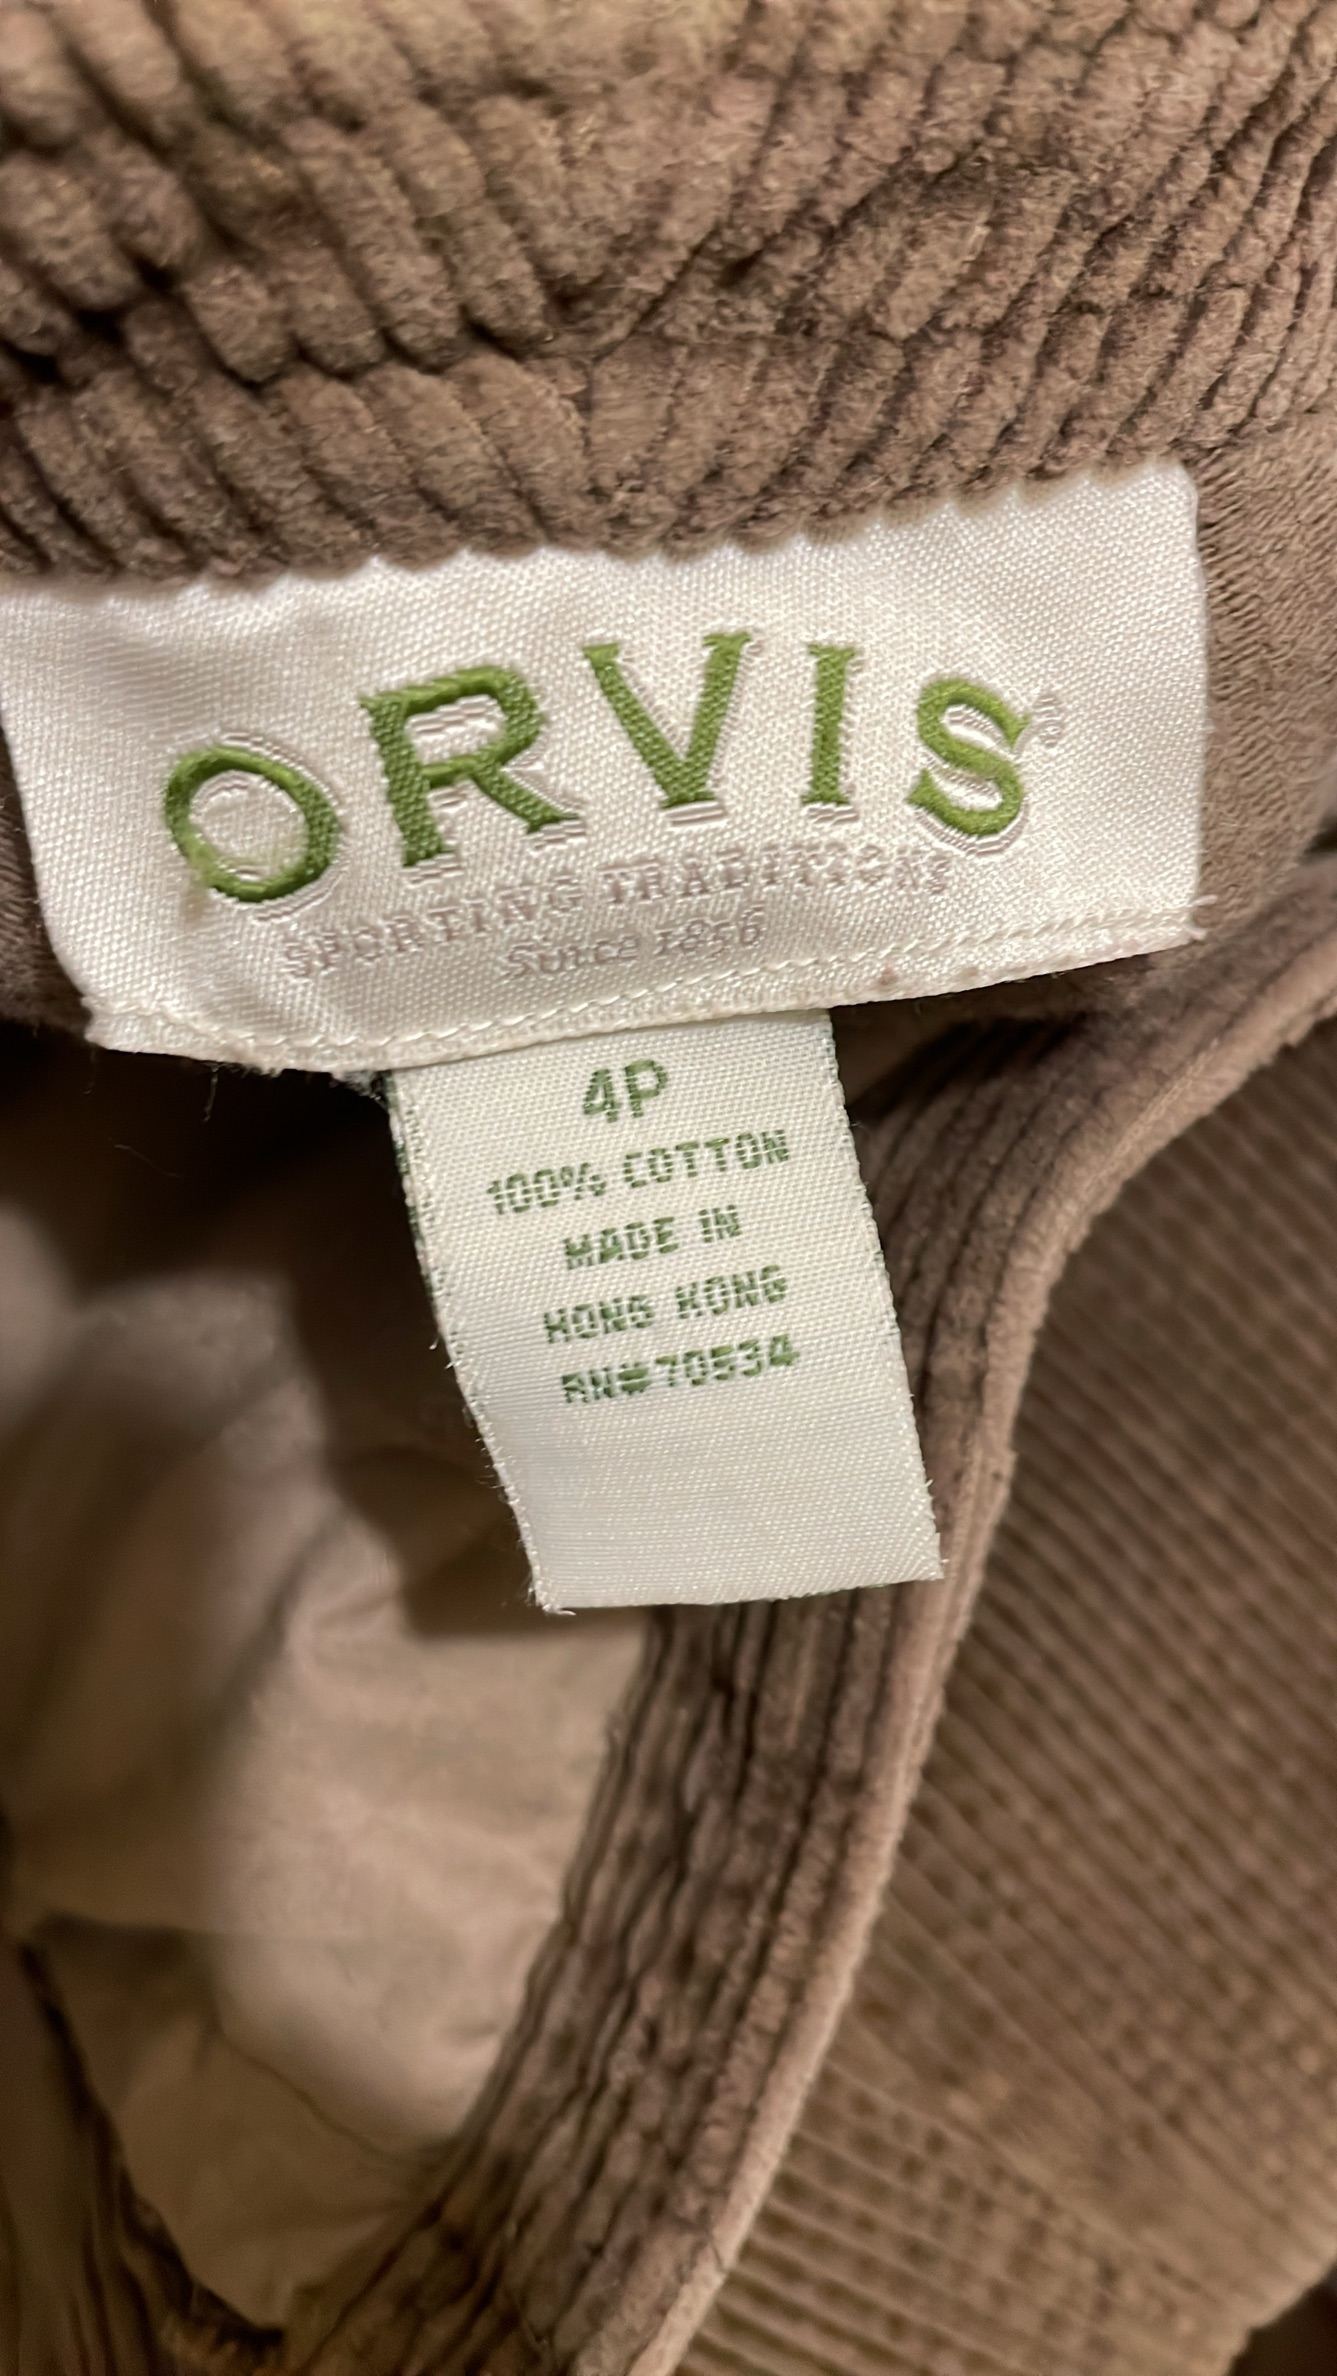 ORVIS
SPORTING TRADITIONS
Since 1856
4P
100% COTTON
MADE IN
HONG KONG
RN#70534